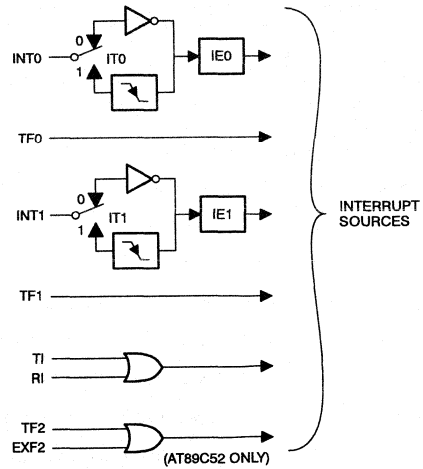 0
INT0
IT0
1
IE0
TF0
0
INT1
IT1
1
IE1
INTERRUPT
SOURCES
TF1
TI
RI
TF2
EXF2
(AT89C52 ONLY)